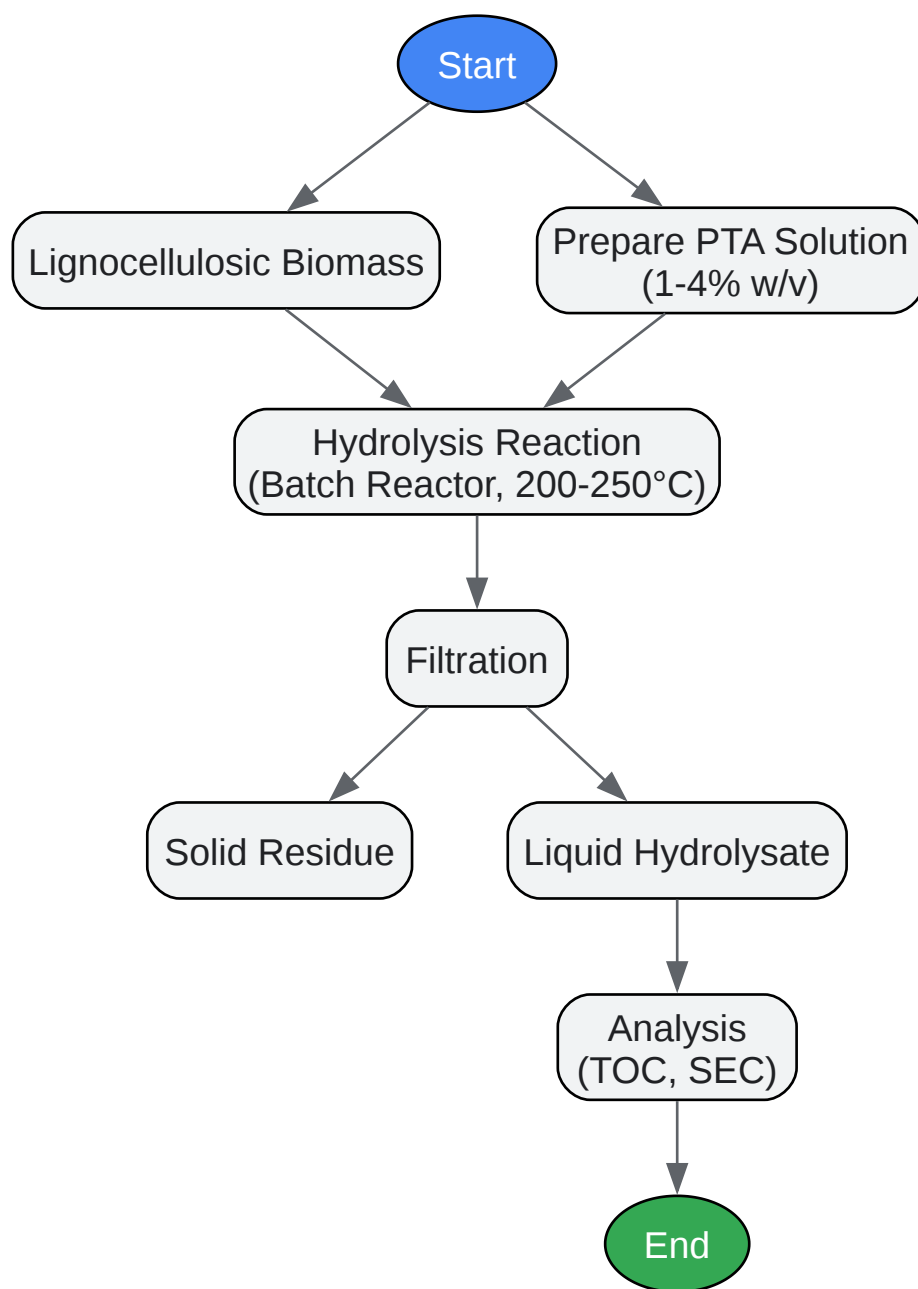 Start
Lignocellulosic Biomass
Prepare PTA Solution
(1-4% w/v)
Hydrolysis Reaction
(Batch Reactor, 200-250°C)
Filtration
Solid Residue
Liquid Hydrolysate
Analysis
(TOC, SEC)
End